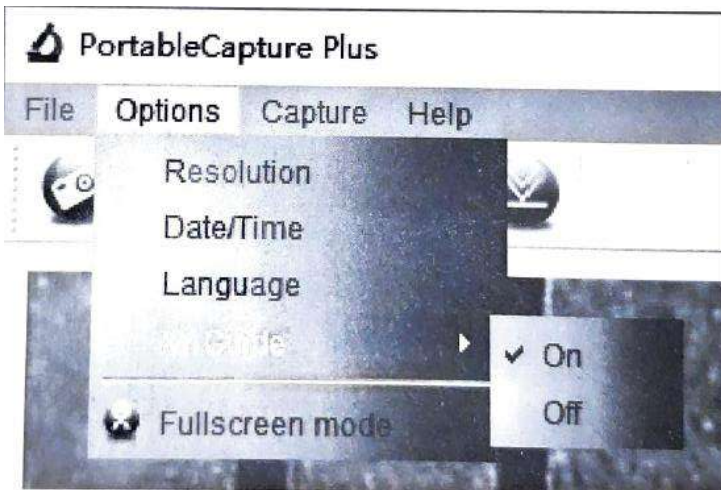 PortableCapture Plus
File Options Capture Help
Resolution
Date/Time
Language
On
Off
Fullscreen mode